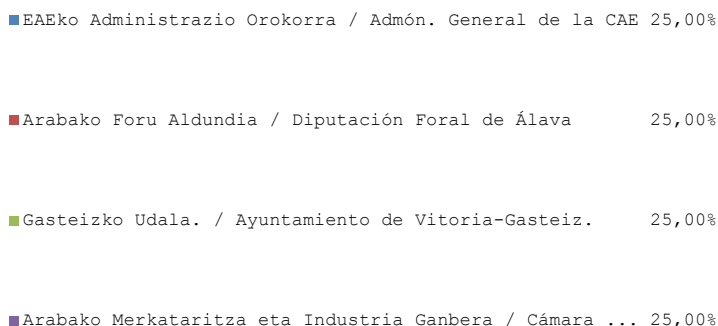 EAEko Administrazio Orokorra / Admón. General de la CAE 25,00%
Arabako Foru Aldundia / Diputación Foral de Álava 25,00%
Gasteizko Udala. / Ayuntamiento de Vitoria-Gasteiz. 25,00%
Arabako Merkataritza eta Industria Ganbera / Cámara ... 25,00%